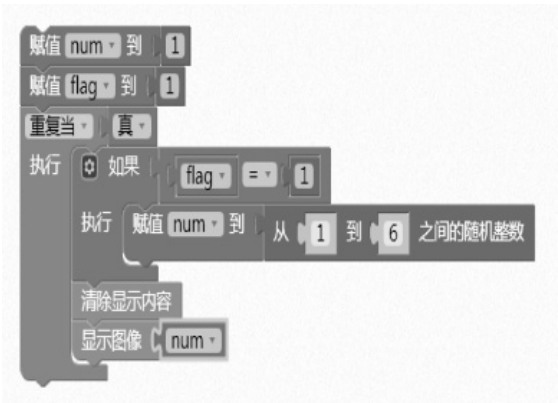 赋值 num 到 1
赋值 flag 到 1
重复当 真
执行 如果 flag = 1
执行 赋值 num 到 从 1 到 6 之间的随机整数
清除显示内容
显示图像 num